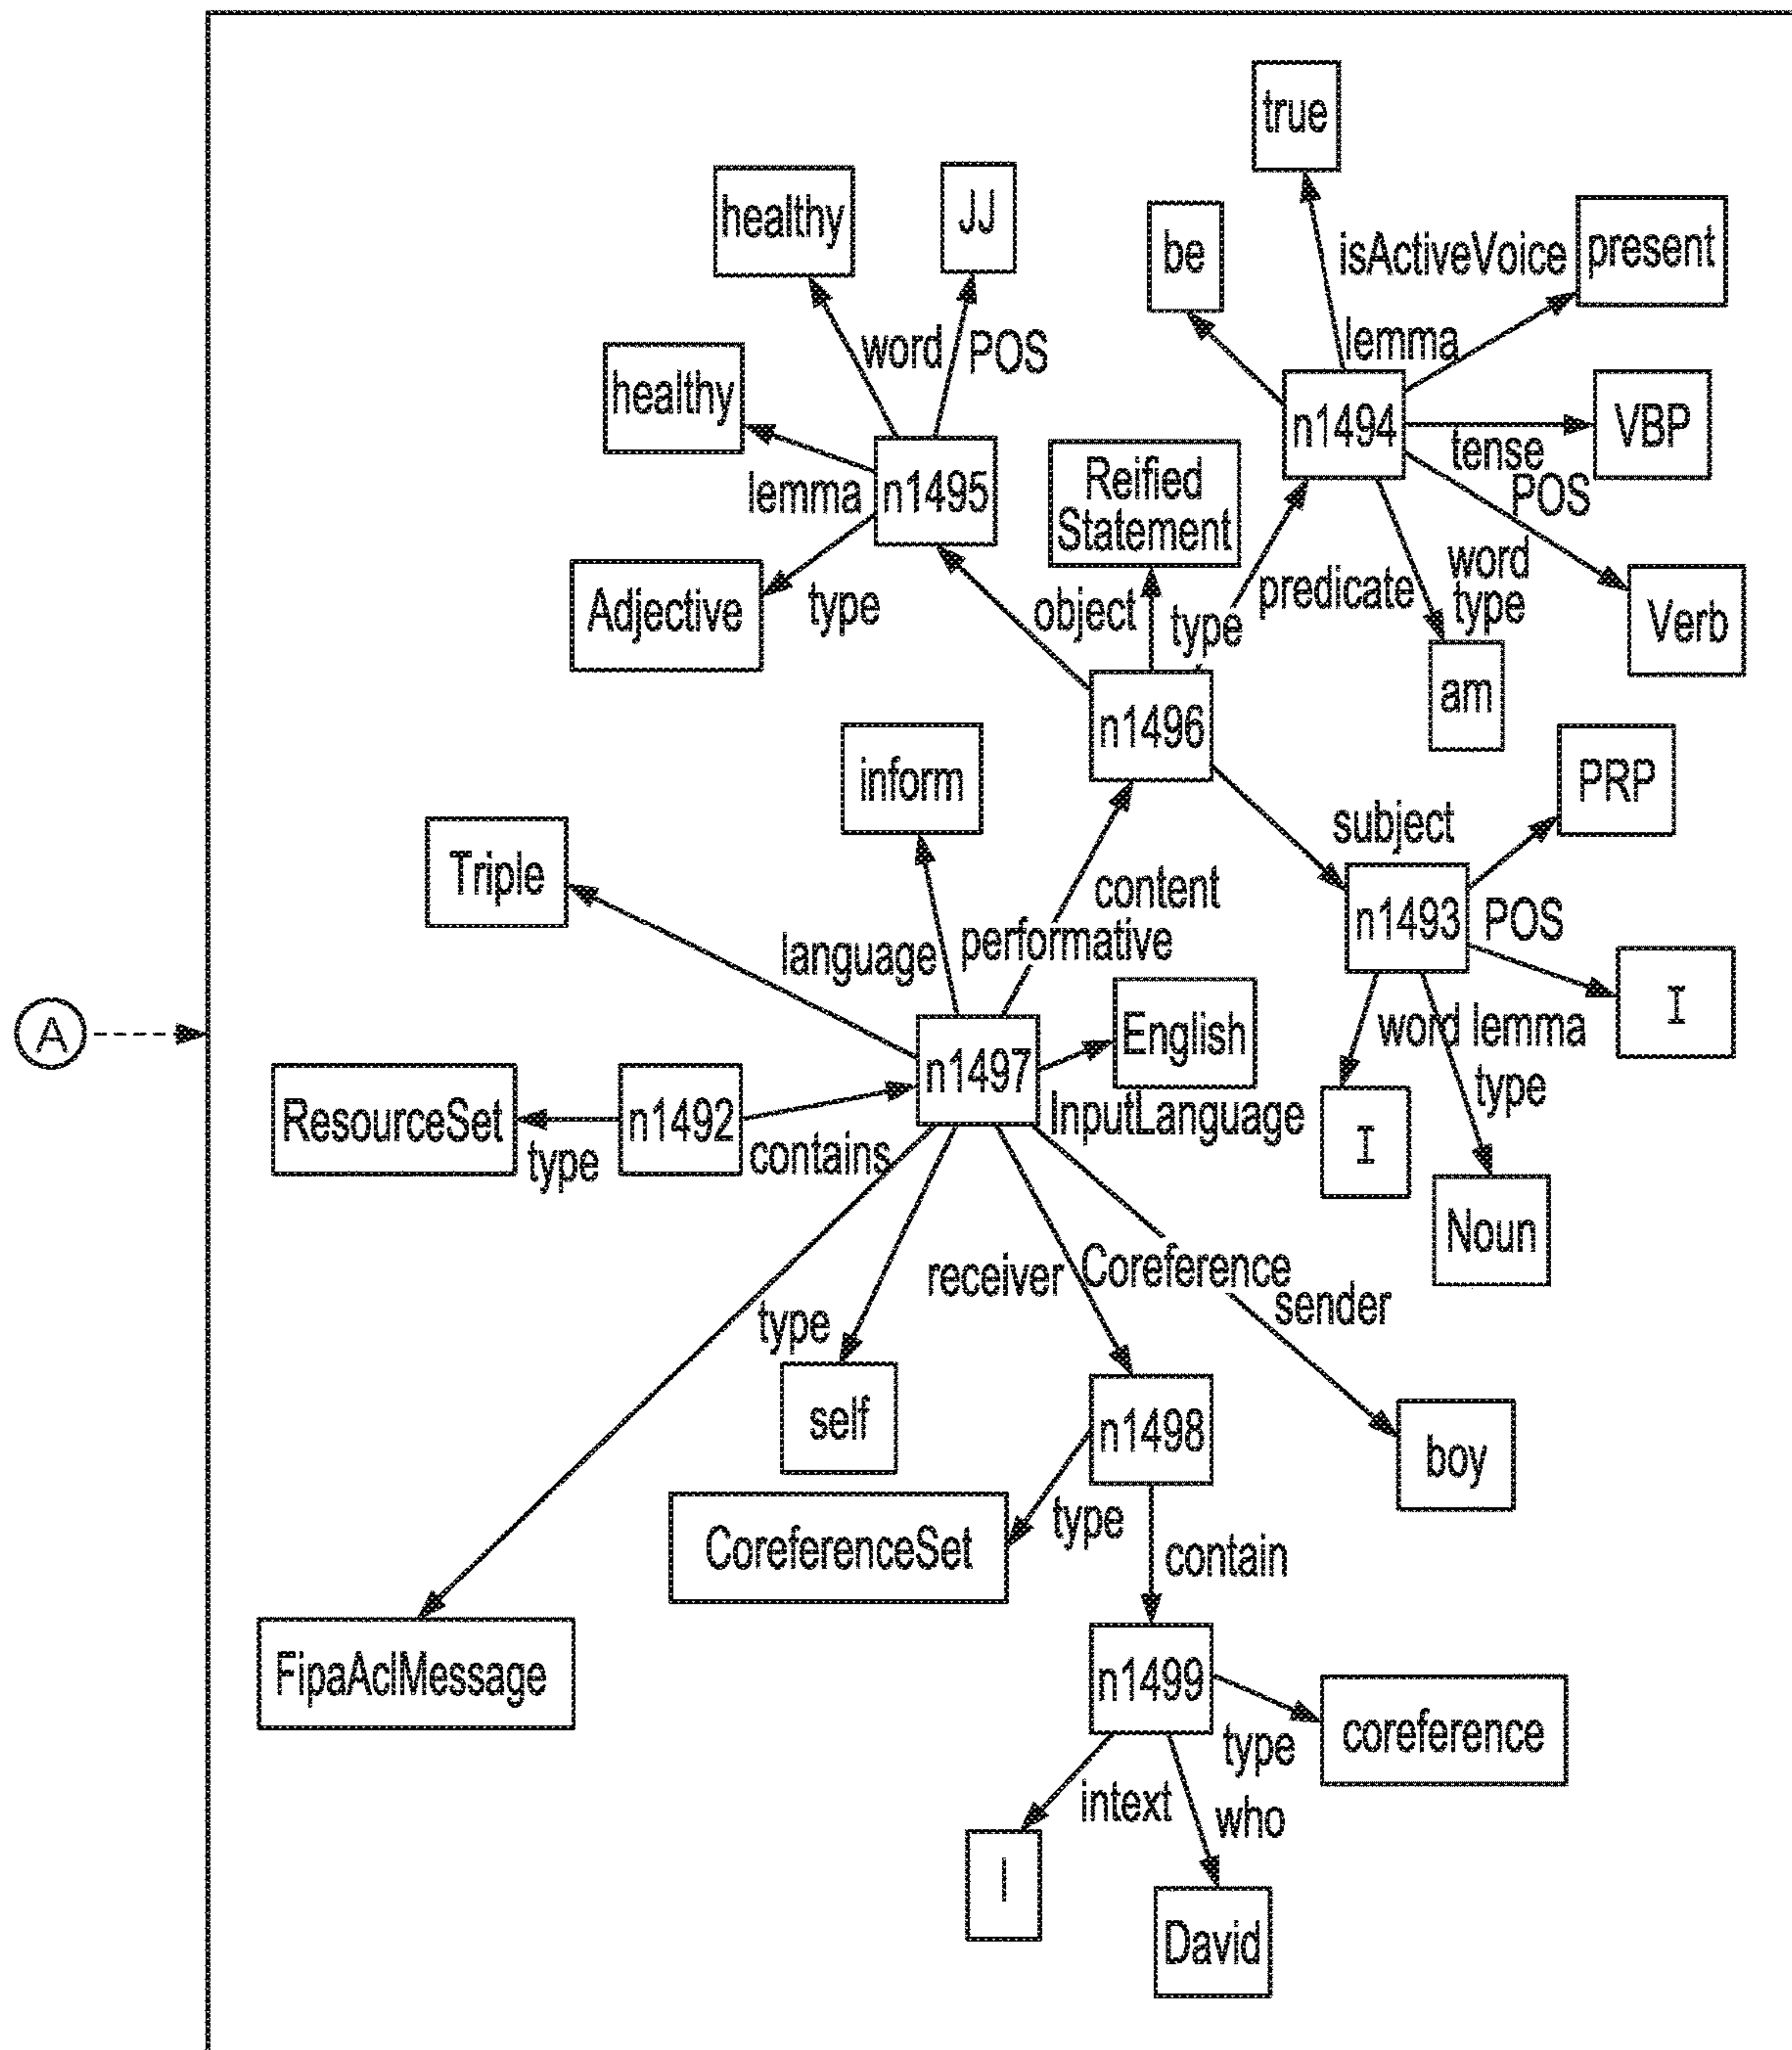 true
healthy
JJ
be
isActiveVoice
present
word
POS
lemma
healthy
n1494
VBP
lemma
n1495
Reified
Statement
tense
POS
Adjective
type
object
type
predicate
word
type
Verb
am
n1496
inform
PRP
subject
Triple
content
n1493
POS
language
performative
I
English
word
lemma
A
n1497
ResourceSet
n1492
InputLanguage
type
I
type
contains
Noun
receiver
Coreference
sender
type
self
n1498
boy
CoreferenceSet
type
contain
FipaAclMessage
n1499
coreference
type
intext
who
I
David